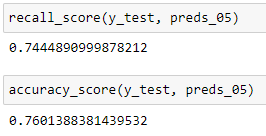 recall_score(y_test, preds_05)
0.7444890999878212
accuracy_score(y_test, preds_05)
0.7601388381439532